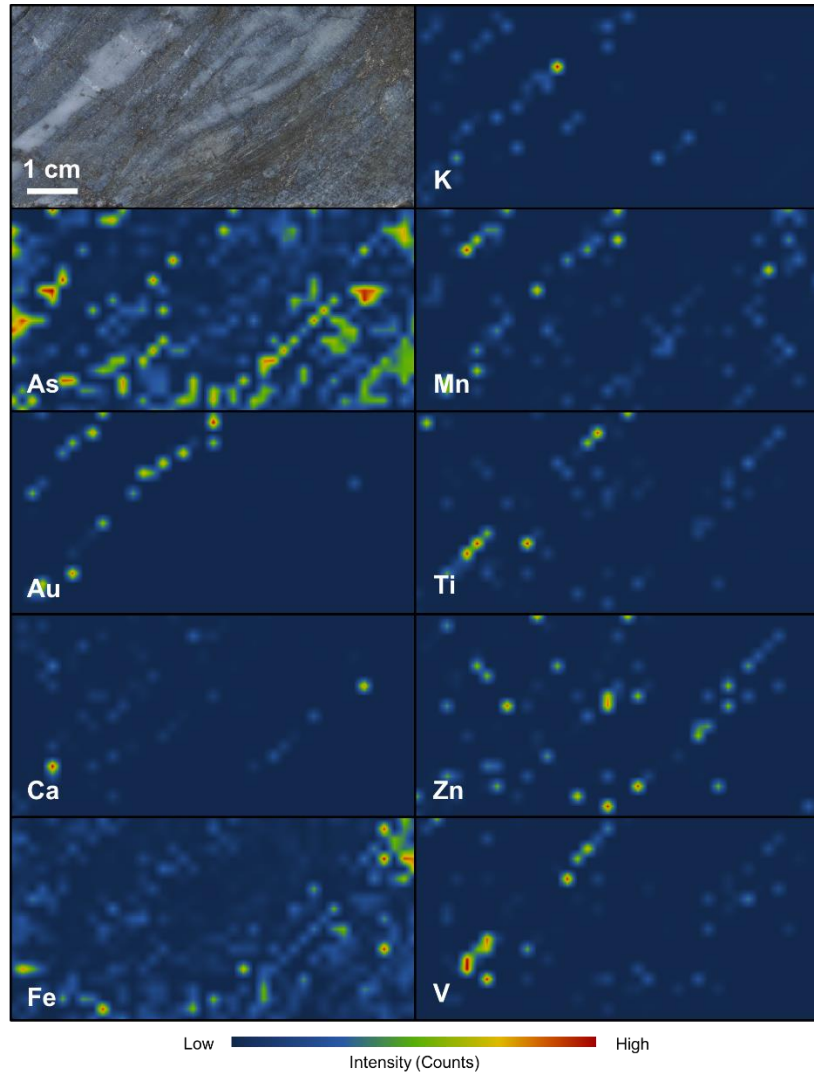 1 cm
K
As
Mn
Au
Ti
Ca
Zn
Fe
V
Low
High
Intensity (Counts)